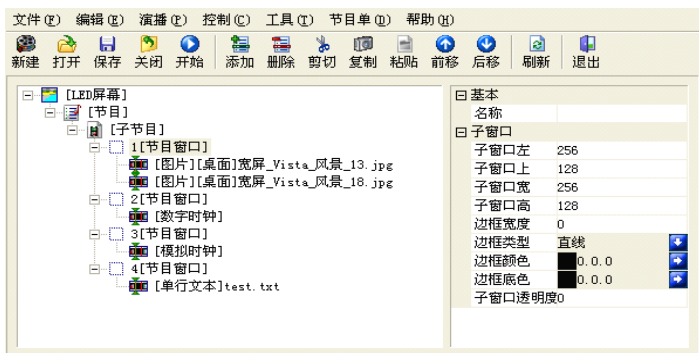 文件(F) 编辑(E) 演播(P) 控制(C) 工具(T) 节目单(D) 帮助(H)
新建 打开 保存 关闭 开始 添加 删除 剪切 复制 粘贴 前移 后移 刷新 退出
[LED屏幕]
[节目]
[子节目]
1[节目窗口]
[图片][桌面]宽屏_Vista_风景_13.jpg
[图片][桌面]宽屏_Vista_风景_18.jpg
2[节目窗口]
[数字时钟]
3[节目窗口]
[模拟时钟]
4[节目窗口]
[单行文本]test.txt
基本
名称
子窗口
子窗口左 256
子窗口上 128
子窗口宽 256
子窗口高 128
边框宽度 0
边框类型 直线
边框颜色 0.0.0
边框底色 0.0.0
子窗口透明度0